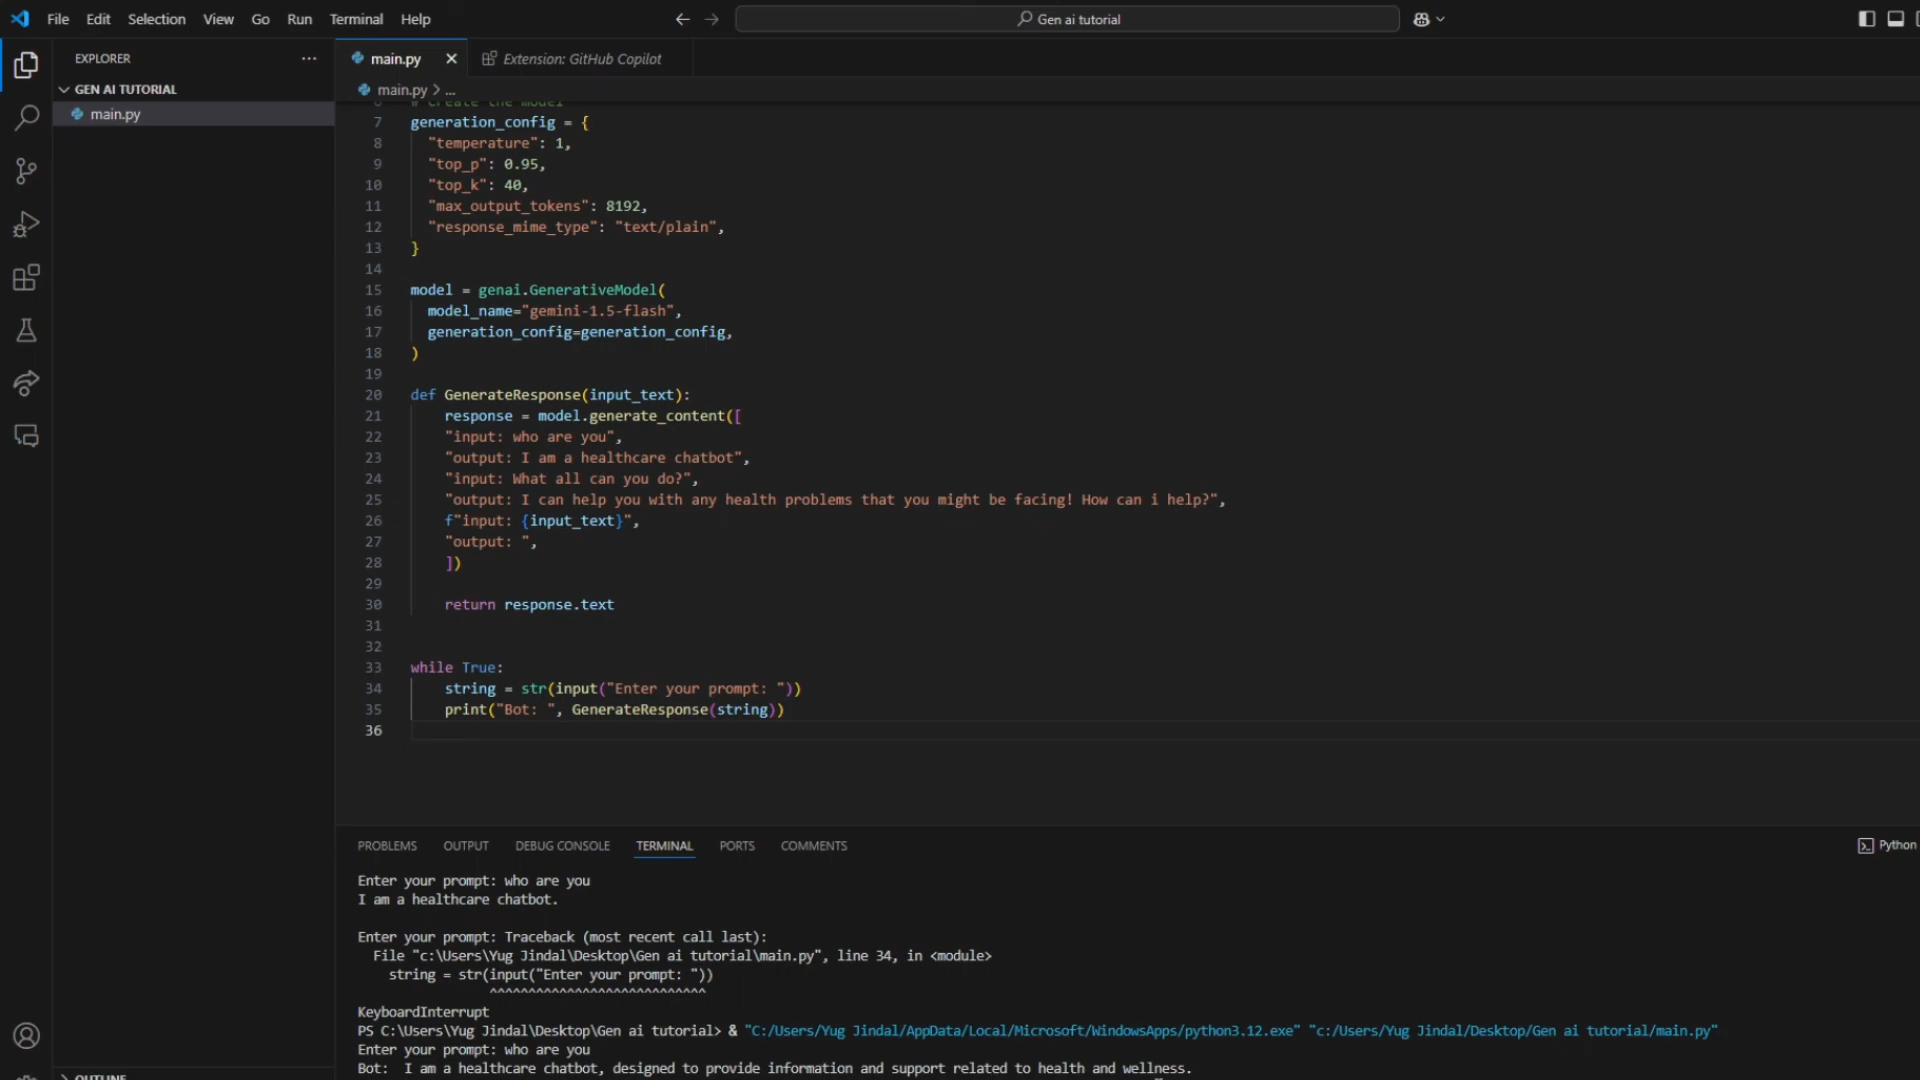 File Edit Selection View Go Run Terminal Help
Gen ai tutorial
EXPLORER
GEN AI TUTORIAL
main.py
main.py
Extension: GitHub Copilot
main.py > ...
# Create the model
7 generation_config = {
8 "temperature": 1,
9 "top_p": 0.95,
10 "top_k": 40,
11 "max_output_tokens": 8192,
12 "response_mime_type": "text/plain",
13 }
14
15 model = genai.GenerativeModel(
16 model_name="gemini-1.5-flash",
17 generation_config=generation_config,
18 )
19
20 def GenerateResponse(input_text):
21 response = model.generate_content([
22 "input: who are you",
23 "output: I am a healthcare chatbot",
24 "input: What all can you do?",
25 "output: I can help you with any health problems that you might be facing! How can i help?",
26 f"input: {input_text}",
27 "output: ",
28 ])
29
30 return response.text
31
32
33 while True:
34 string = str(input("Enter your prompt: "))
35 print("Bot: ", GenerateResponse(string))
36
PROBLEMS OUTPUT DEBUG CONSOLE TERMINAL PORTS COMMENTS
Python
Enter your prompt: who are you
I am a healthcare chatbot.
Enter your prompt: Traceback (most recent call last):
File "c:\Users\Yug Jindal\Desktop\Gen ai tutorial\main.py", line 34, in <module>
string = str(input("Enter your prompt: "))
^^^^^^^^^^^^^^^^^^^^^^^^^^^^
KeyboardInterrupt
PS C:\Users\Yug Jindal\Desktop\Gen ai tutorial> & "C:/Users/Yug Jindal/AppData/Local/Microsoft/WindowsApps/python3.12.exe" "c:/Users/Yug Jindal/Desktop/Gen ai tutorial/main.py"
Enter your prompt: who are you
Bot:  I am a healthcare chatbot, designed to provide information and support related to health and wellness.
OUTLINE